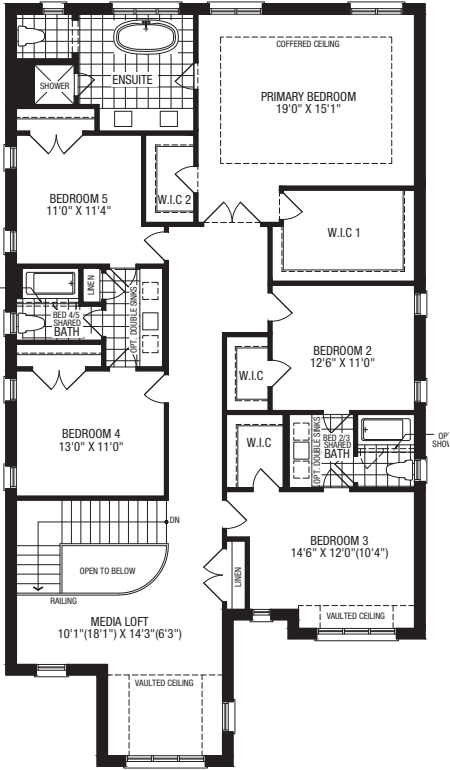 COFFERED CEILING
PRIMARY BEDROOM
19'0" X 15'1"
ENSUITE
SHOWER
W.I.C 2
BEDROOM 5
11'0" X 11'4"
W.I.C 1
LINEN
BED 4/5
SHARED
BATH
OPT. DOUBLE SINKS
BEDROOM 2
12'6" X 11'0"
W.I.C
BEDROOM 4
13'0" X 11'0"
W.I.C
OPT. DOUBLE SINKS
BED 2/3
SHARED
BATH
DN
OPEN TO BELOW
RAILING
LINEN
BEDROOM 3
14'6" X 12'0"(10'4")
VAULTED CEILING
MEDIA LOFT
10'1"(18'1") X 14'3"(6'3")
VAULTED CEILING